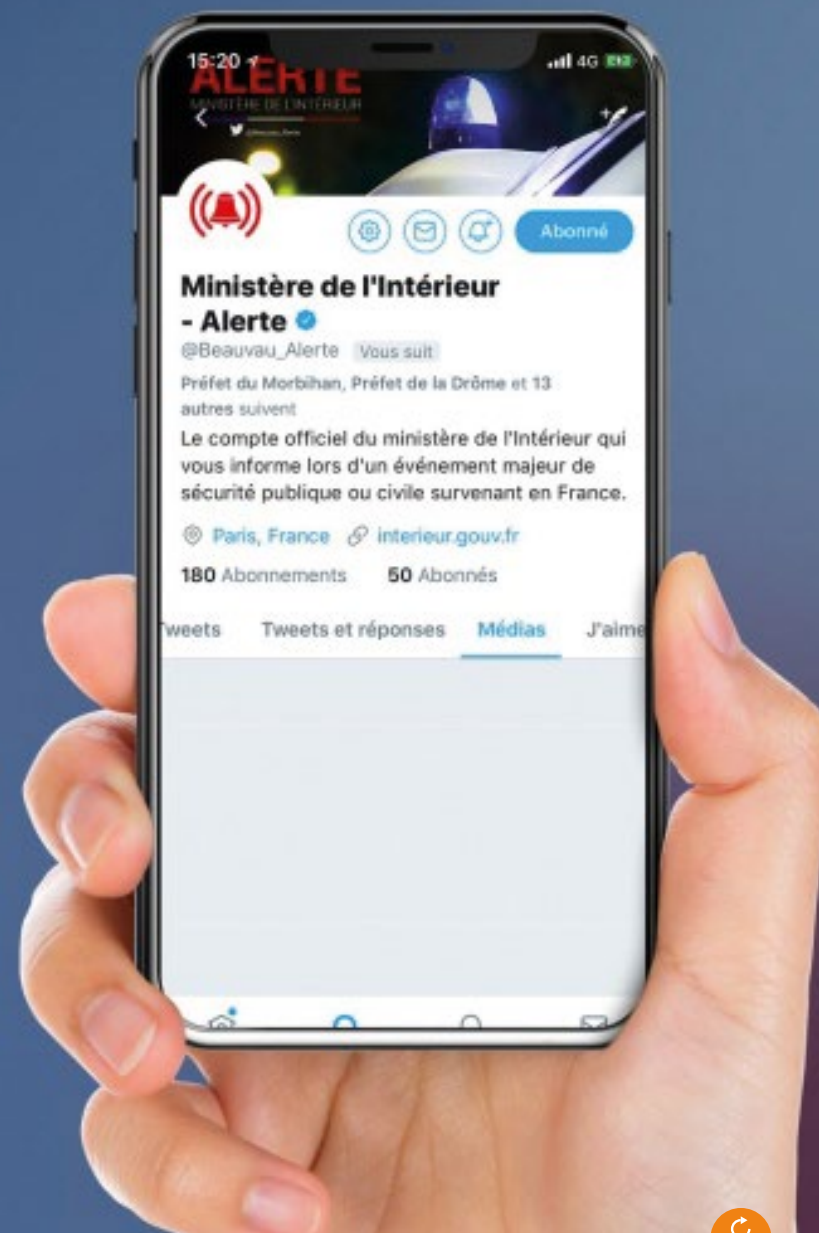 15:20
4G
ALERTE
MINISTÈRE DE L'INTÉRIEUR
Abonné
Ministère de l'Intérieur
- Alerte
@Beauvau_Alerte Vous suit
Préfet du Morbihan, Préfet de la Drôme et 13
autres suivent
Le compte officiel du ministère de l'Intérieur qui
vous informe lors d'un événement majeur de
sécurité publique ou civile survenant en France.
Paris, France interieur.gouv.fr
180 Abonnements 50 Abonnés
Tweets Tweets et réponses Médias J'aime